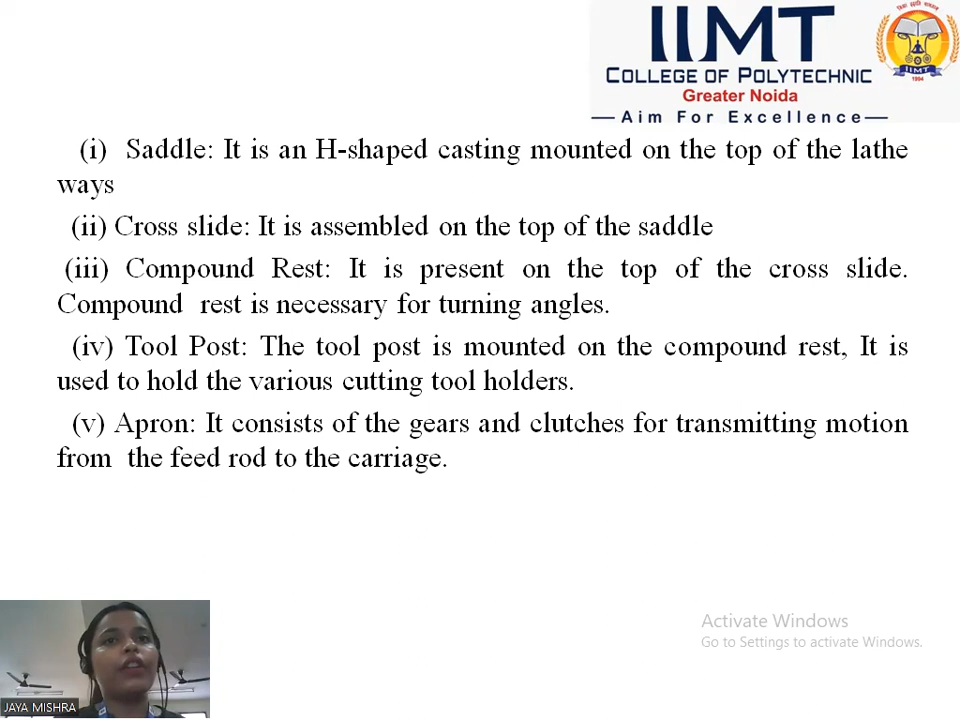 IIMT
COLLEGE OF POLYTECHNIC
Greater Noida
Aim For Excellence
IIMT
1994
(i) Saddle: It is an H-shaped casting mounted on the top of the lathe
ways
(ii) Cross slide: It is assembled on the top of the saddle
(iii) Compound Rest: It is present on the top of the cross slide.
Compound rest is necessary for turning angles.
(iv) Tool Post: The tool post is mounted on the compound rest, It is
used to hold the various cutting tool holders.
(v) Apron: It consists of the gears and clutches for transmitting motion
from the feed rod to the carriage.
Activate Windows
Go to Settings to activate Windows.
JAYA MISHRA